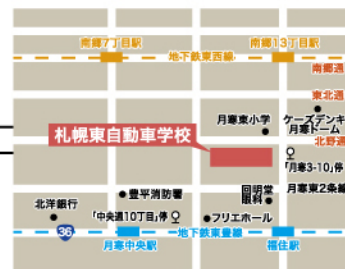 南郷7丁目駅
南郷13丁目駅
地下鉄東西線
南郷通
東北通
月寒東小学
ケーズデンキ
月寒ドーム
北野通
札幌東自動車学校
「月寒3-10」停
月寒東2条線
回明堂
眼科
豊平消防署
北洋銀行
「中央通10丁目」停
フリエホール
36
地下鉄東豊線
月寒中央駅
福住駅